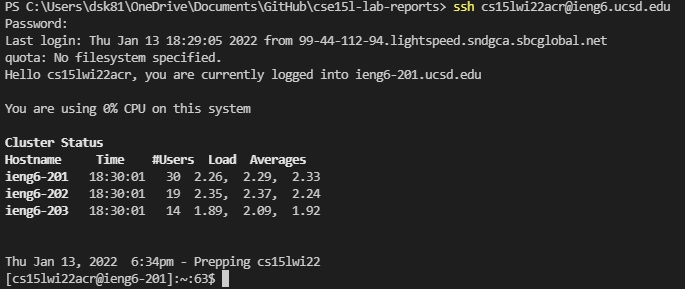 PS C:\Users\dsk81\OneDrive\Documents\GitHub\cse15l-lab-reports> ssh cs15lwi22acr@ieng6.ucsd.edu
Password:
Last login: Thu Jan 13 18:29:05 2022 from 99-44-112-94.lightspeed.sndgca.sbcglobal.net
quota: No filesystem specified.
Hello cs15lwi22acr, you are currently logged into ieng6-201.ucsd.edu
You are using 0% CPU on this system
Cluster Status
Hostname     Time    #Users  Load  Averages
ieng6-201   18:30:01   30  2.26,  2.29,  2.33
ieng6-202   18:30:01   19  2.35,  2.37,  2.24
ieng6-203   18:30:01   14  1.89,  2.09,  1.92
Thu Jan 13, 2022  6:34pm - Prepping cs15lwi22
[cs15lwi22acr@ieng6-201]:~:63$